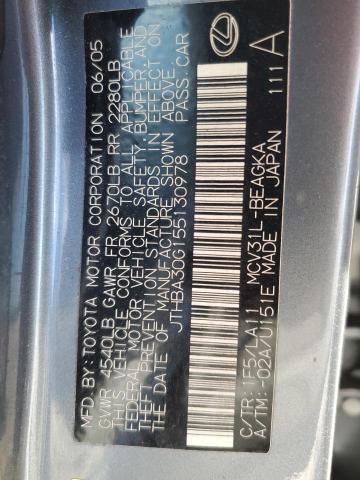 MFD. BY: TOYOTA MOTOR CORPORATION 06/05
GVWR 4540LB GAWR FR 2670LB RR 2280LB
THIS VEHICLE CONFORMS TO ALL APPLICABLE
FEDERAL MOTOR VEHICLE SAFETY, BUMPER, AND
THEFT PREVENTION STANDARDS IN EFFECT ON
THE DATE OF MANUFACTURE SHOWN ABOVE.
JTHBA30G155130978 PASS. CAR
C/TR: 1F5/LA11 MCV31L-BEAGKA
A/TM: -02A/U151E MADE IN JAPAN 111 A